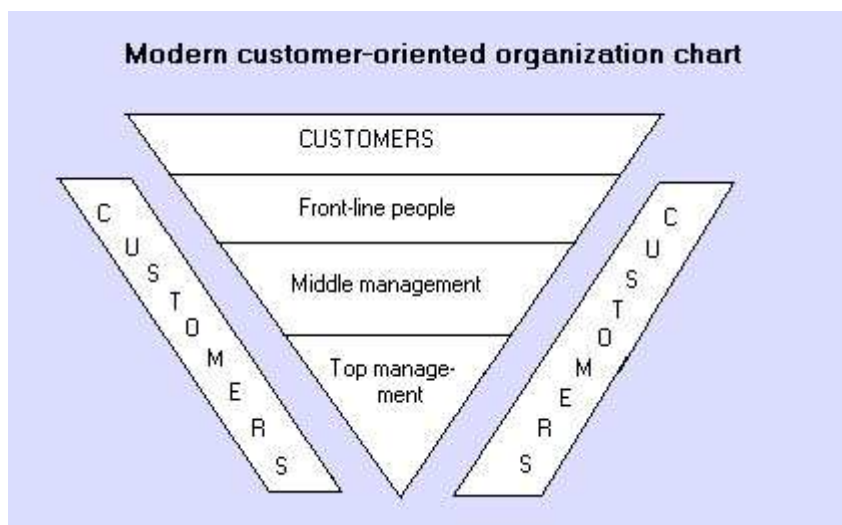 Modern customer-oriented organization chart
CUSTOMERS
Front-line people
Middle management
Top manage-
ment
CUSTOMERS
CUSTOMERS